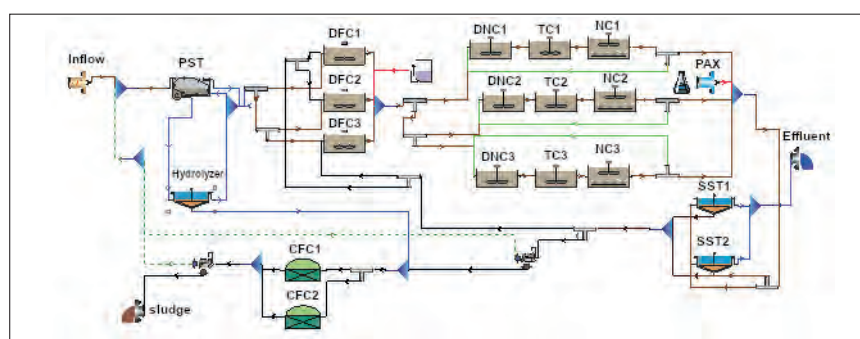 Inflow
PST
DFC1
DFC2
DFC3
DNC1
TC1
NC1
DNC2
TC2
NC2
DNC3
TC3
NC3
PAX
Effluent
Hydrolyzer
SST1
SST2
CFC1
CFC2
sludge